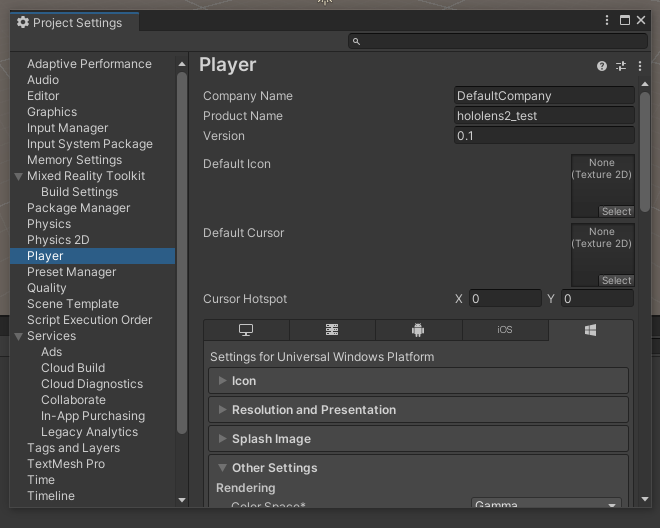 Project Settings
Adaptive Performance
Audio
Editor
Graphics
Input Manager
Input System Package
Memory Settings
Mixed Reality Toolkit
Build Settings
Package Manager
Physics
Physics 2D
Player
Preset Manager
Quality
Scene Template
Script Execution Order
Services
Ads
Cloud Build
Cloud Diagnostics
Collaborate
In-App Purchasing
Legacy Analytics
Tags and Layers
TextMesh Pro
Time
Timeline
Player
Company Name DefaultCompany
Product Name hololens2_test
Version 0.1
Default Icon
None
(Texture 2D)
Select
Default Cursor
None
(Texture 2D)
Select
Cursor Hotspot X 0 Y 0
iOS
Settings for Universal Windows Platform
Icon
Resolution and Presentation
Splash Image
Other Settings
Rendering
Color Space* Gamma